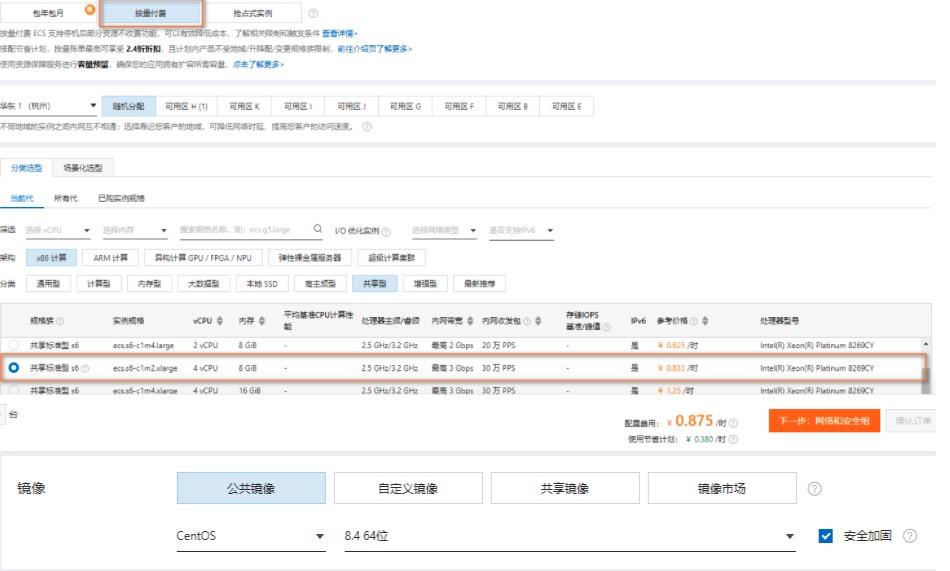 包年包月 惠 按量付费 抢占式实例
按量付费 ECS 支持停机后部分资源不收费功能，可以有效降低成本，了解相关限制和触发条件 查看详情>
搭配节省计划，按量账单最高可享受 2.4折折扣，且计划内产品不受地域/升降配/变更规格族限制，前往介绍页了解更多>
使用资源保障服务进行容量预留，确保您的应用拥有扩容所需容量，点击了解更多>
华东 1（杭州） 随机分配 可用区 H (1) 可用区 K 可用区 I 可用区 J 可用区 G 可用区 F 可用区 B 可用区 E
不同地域的实例之间内网互不相通；选择靠近您客户的地域，可降低网络时延、提高您客户的访问速度。
分类选型 场景化选型
当前代 所有代 已购实例规格
筛选 选择 vCPU 选择内存 搜索规格名称，如：ecs.g5.large I/O 优化实例 选择网络类型 是否支持IPv6
架构 x86 计算 ARM 计算 异构计算 GPU / FPGA / NPU 弹性裸金属服务器 超级计算集群
分类 通用型 计算型 内存型 大数据型 本地 SSD 高主频型 共享型 增强型 最新推荐
规格族 实例规格 vCPU 内存 平均基准CPU计算性能 处理器主频/睿频 内网带宽 内网收发包 存储IOPS 基准/峰值 IPv6 参考价格 处理器型号
共享标准型 s6 ecs.s6-c1m4.large 2 vCPU 8 GiB - 2.5 GHz/3.2 GHz 最高 2 Gbps 20 万 PPS - 是 ¥ 0.625 /时 Intel(R) Xeon(R) Platinum 8269CY
共享标准型 s6 ecs.s6-c1m2.xlarge 4 vCPU 8 GiB - 2.5 GHz/3.2 GHz 最高 3 Gbps 30 万 PPS - 是 ¥ 0.833 /时 Intel(R) Xeon(R) Platinum 8269CY
共享标准型 s6 ecs.s6-c1m4.xlarge 4 vCPU 16 GiB - 2.5 GHz/3.2 GHz 最高 3 Gbps 30 万 PPS - 是 ¥ 1.25 /时 Intel(R) Xeon(R) Platinum 8269CY
台
配置费用： ¥ 0.875 /时 下一步：网络和安全组 确认订单
使用节省计划： ¥ 0.380 /时
镜像 公共镜像 自定义镜像 共享镜像 镜像市场
CentOS 8.4 64位 安全加固